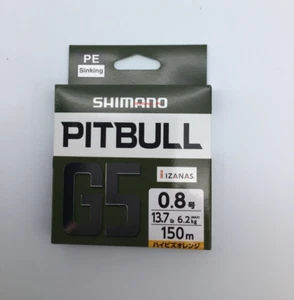 PE
Sinking
SHIMANO
PITBULL
IZANAS
G5
0.8号
13.7lb 6.2kg MAX
150m
ハイビズオレンジ